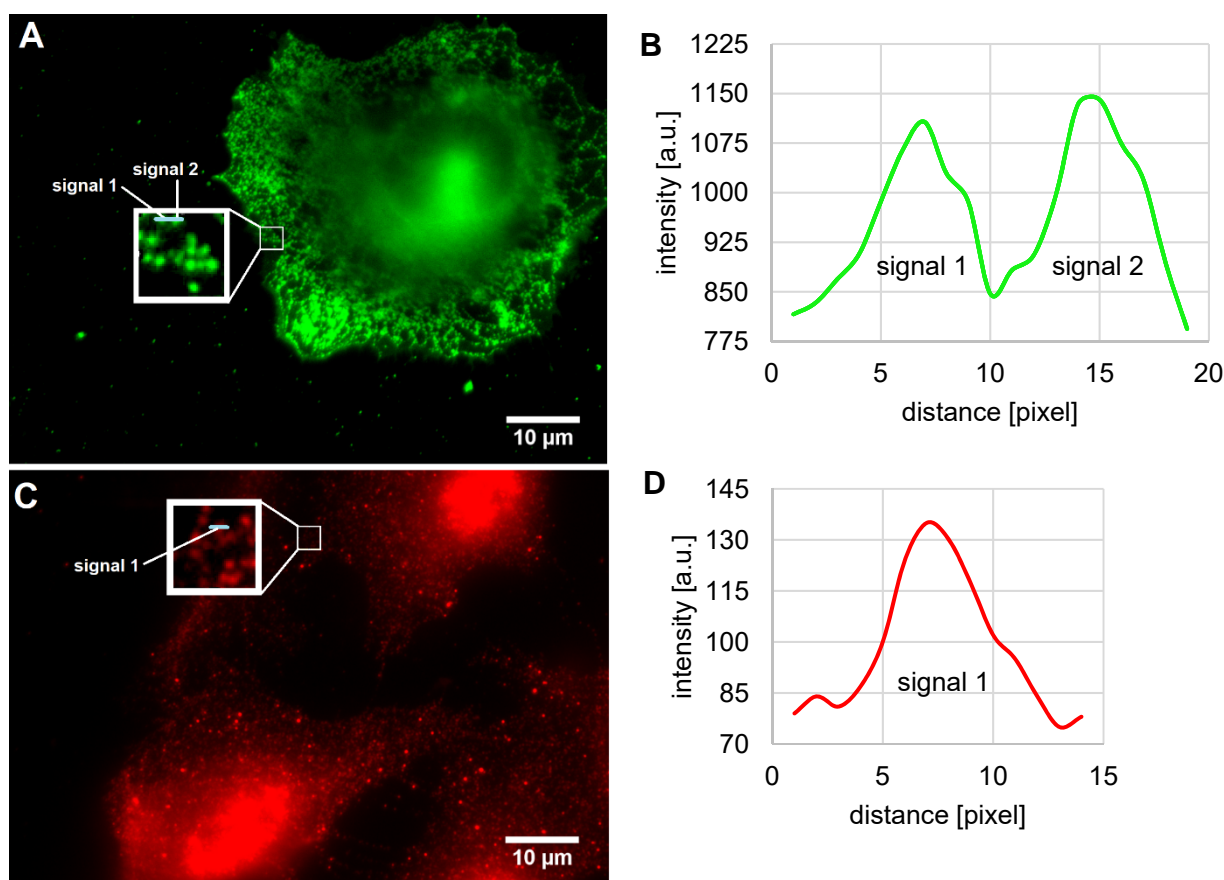 A
signal 2
signal 1
10 µm
B
1225
1150
1075
1000
925
850
775
intensity [a.u.]
signal 1
signal 2
0
5
10
15
20
distance [pixel]
C
signal 1
10 µm
D
145
130
115
100
85
70
intensity [a.u.]
signal 1
0
5
10
15
distance [pixel]